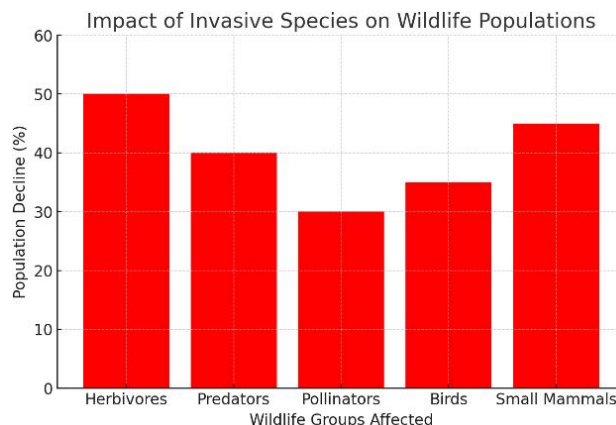 Impact of Invasive Species on Wildlife Populations
60
50
40
30
20
10
0
Population Decline (%)
Herbivores Predators Pollinators Birds Small Mammals
Wildlife Groups Affected